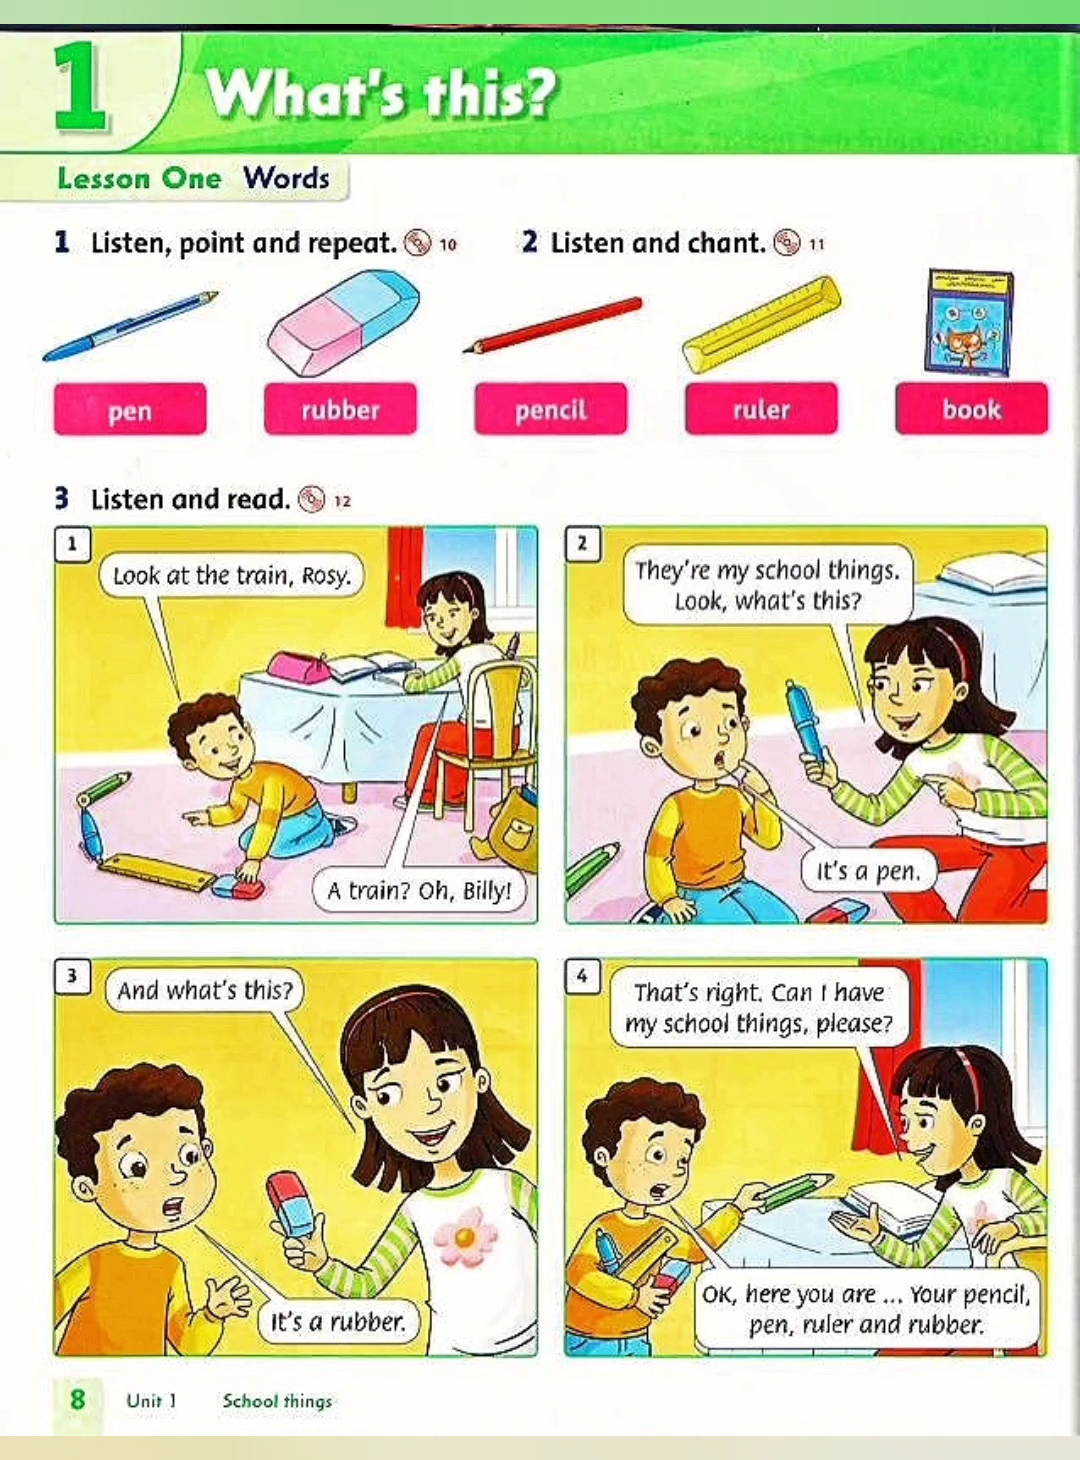 1
What's this?
Lesson One Words
1 Listen, point and repeat. 10
2 Listen and chant. 11
pen
rubber
pencil
ruler
book
3 Listen and read. 12
1
Look at the train, Rosy.
A train? Oh, Billy!
2
They're my school things.
Look, what's this?
It's a pen.
3
And what's this?
It's a rubber.
4
That's right. Can I have
my school things, please?
OK, here you are ... Your pencil,
pen, ruler and rubber.
8 Unit 1 School things